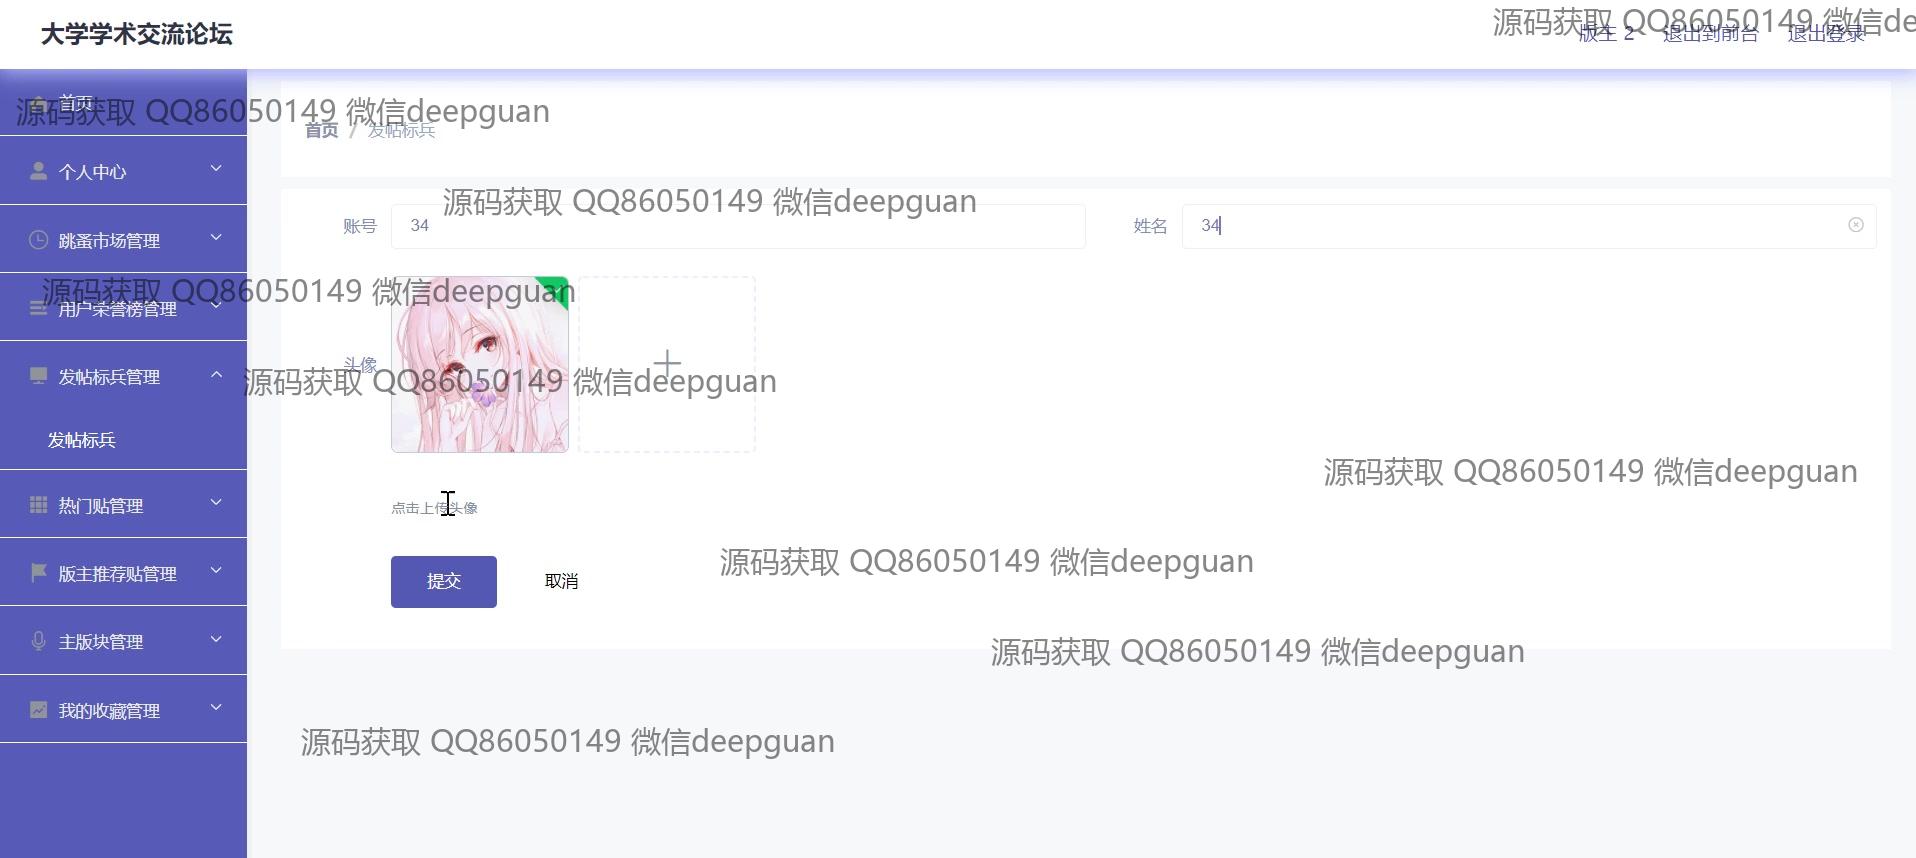 大学学术交流论坛
源码获取 QQ86050149 微信de
版主 2 退出到前台 退出登录
首页
源码获取 QQ86050149 微信deepguan
首页 / 发帖标兵
个人中心
源码获取 QQ86050149 微信deepguan
账号 34 姓名 34
跳蚤市场管理
源码获取 QQ86050149 微信deepguan
用户荣誉榜管理
头像
发帖标兵管理
源码获取 QQ86050149 微信deepguan
发帖标兵
源码获取 QQ86050149 微信deepguan
热门贴管理
点击上传头像
源码获取 QQ86050149 微信deepguan
版主推荐贴管理
提交 取消
主版块管理
源码获取 QQ86050149 微信deepguan
我的收藏管理
源码获取 QQ86050149 微信deepguan